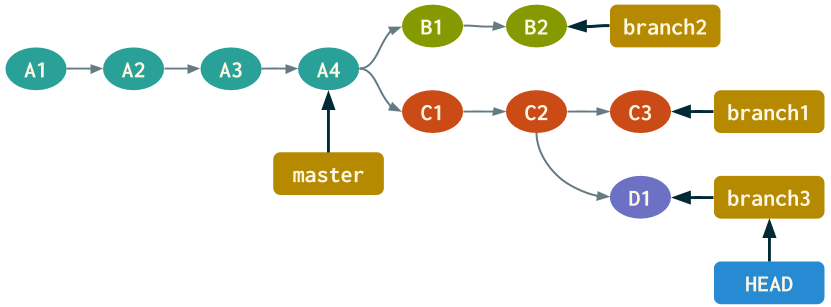 B1
B2
branch2
A1
A2
A3
A4
C1
C2
C3
branch1
master
D1
branch3
HEAD